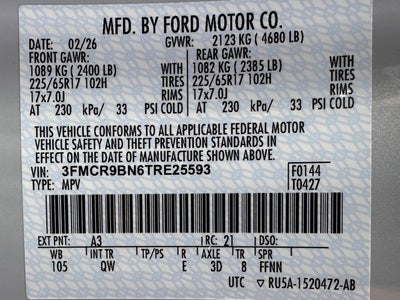 MFD. BY FORD MOTOR CO.
DATE: 02/26 GVWR: 2123 KG ( 4680 LB)
FRONT GAWR: REAR GAWR:
1089 KG ( 2400 LB) WITH 1082 KG ( 2385 LB) WITH
225/65R17 102H TIRES 225/65R17 102H TIRES
17x7.0J RIMS 17x7.0J RIMS
AT 230 kPa/ 33 PSI COLD AT 230 kPa/ 33 PSI COLD
THIS VEHICLE CONFORMS TO ALL APPLICABLE FEDERAL MOTOR
VEHICLE SAFETY AND THEFT PREVENTION STANDARDS IN
EFFECT ON THE DATE OF MANUFACTURE SHOWN ABOVE.
VIN: 3FMCR9BN6TRE25593 F0144
TYPE: MPV T0427
EXT PNT: A3 RC: 21 DSO:
WB INT TR TP/PS R AXLE TR SPR
105 QW E 3D 8 FFNN
UTC ▽ RU5A-1520472-AB